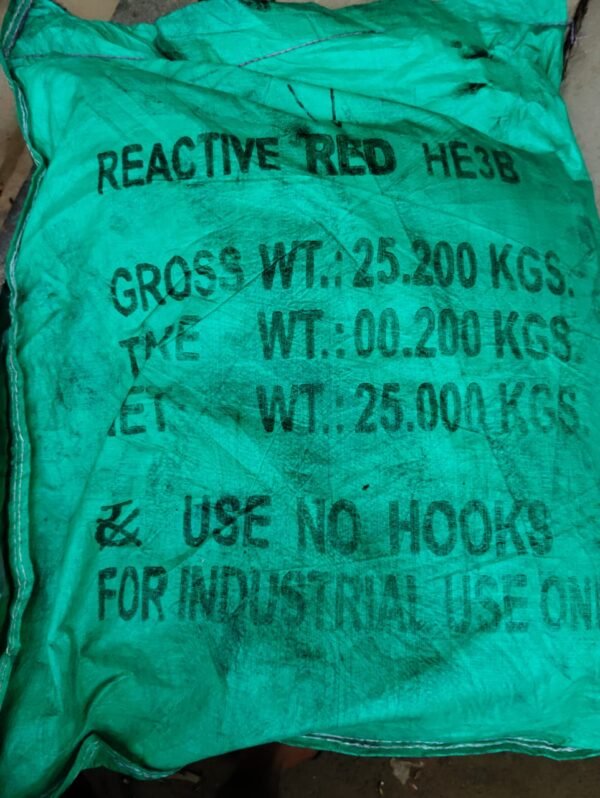 REACTIVE RED HE3B
GROSS WT.: 25.200 KGS.
WT.: 00.200 KGS.
WT.: 25.000 KGS.
USE NO HOOKS
FOR INDUSTRIAL USE